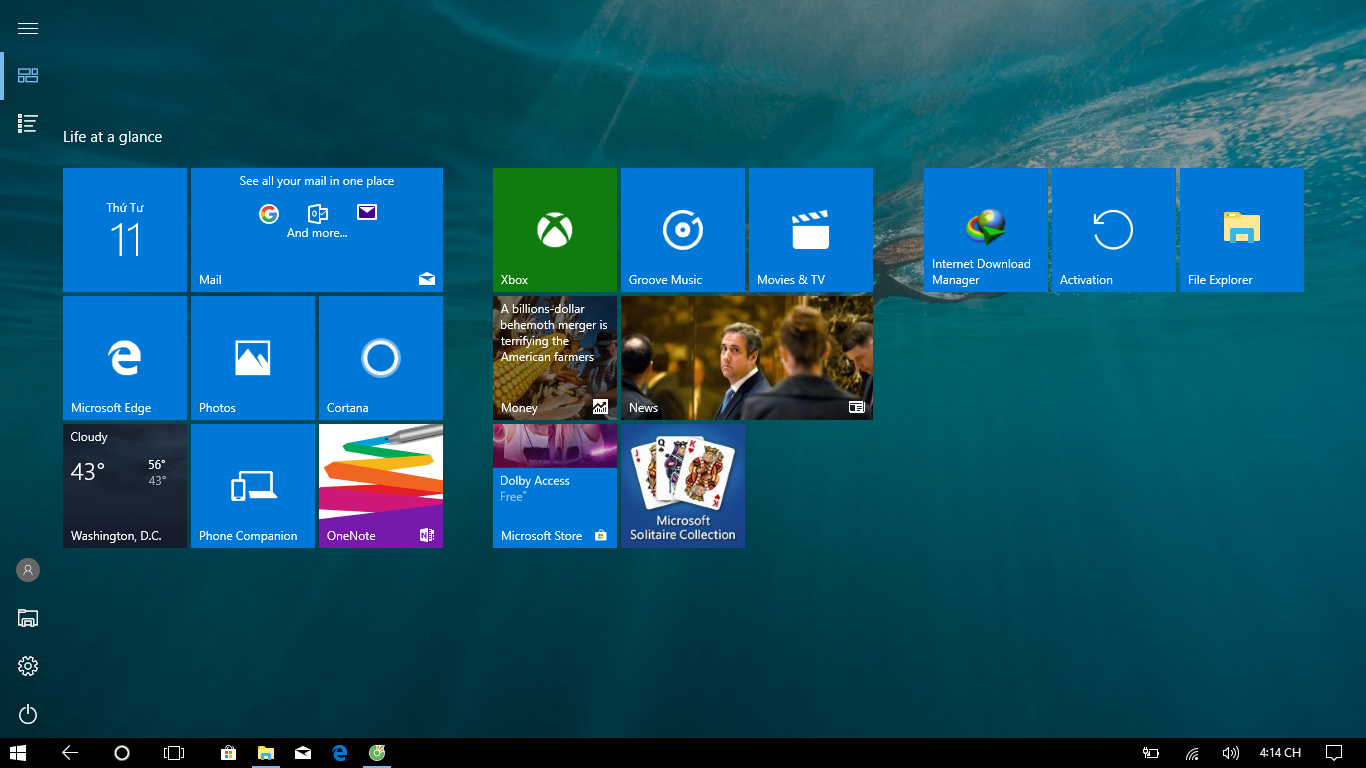 Life at a glance
Thứ Tư
11
See all your mail in one place
And more...
Mail
Microsoft Edge
Photos
Cortana
Cloudy
43°
56°
43°
Washington, D.C.
Phone Companion
OneNote
Xbox
Groove Music
Movies & TV
A billions-dollar
behemoth merger is
terrifying the
American farmers
Money
News
Dolby Access
Free*
Microsoft Store
Microsoft
Solitaire Collection
Internet Download
Manager
Activation
File Explorer
4:14 CH